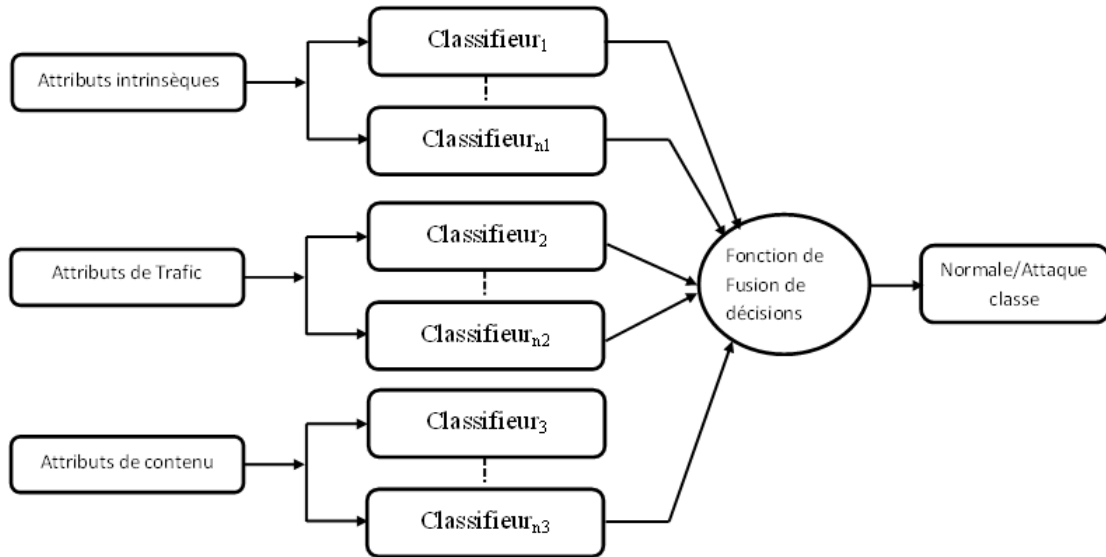 Attributs intrinsèques
Classifieur1
Classifieurn1
Attributs de Trafic
Classifieur2
Classifieurn2
Attributs de contenu
Classifieur3
Classifieurn3
Fonction de
Fusion de
décisions
Normale/Attaque
classe